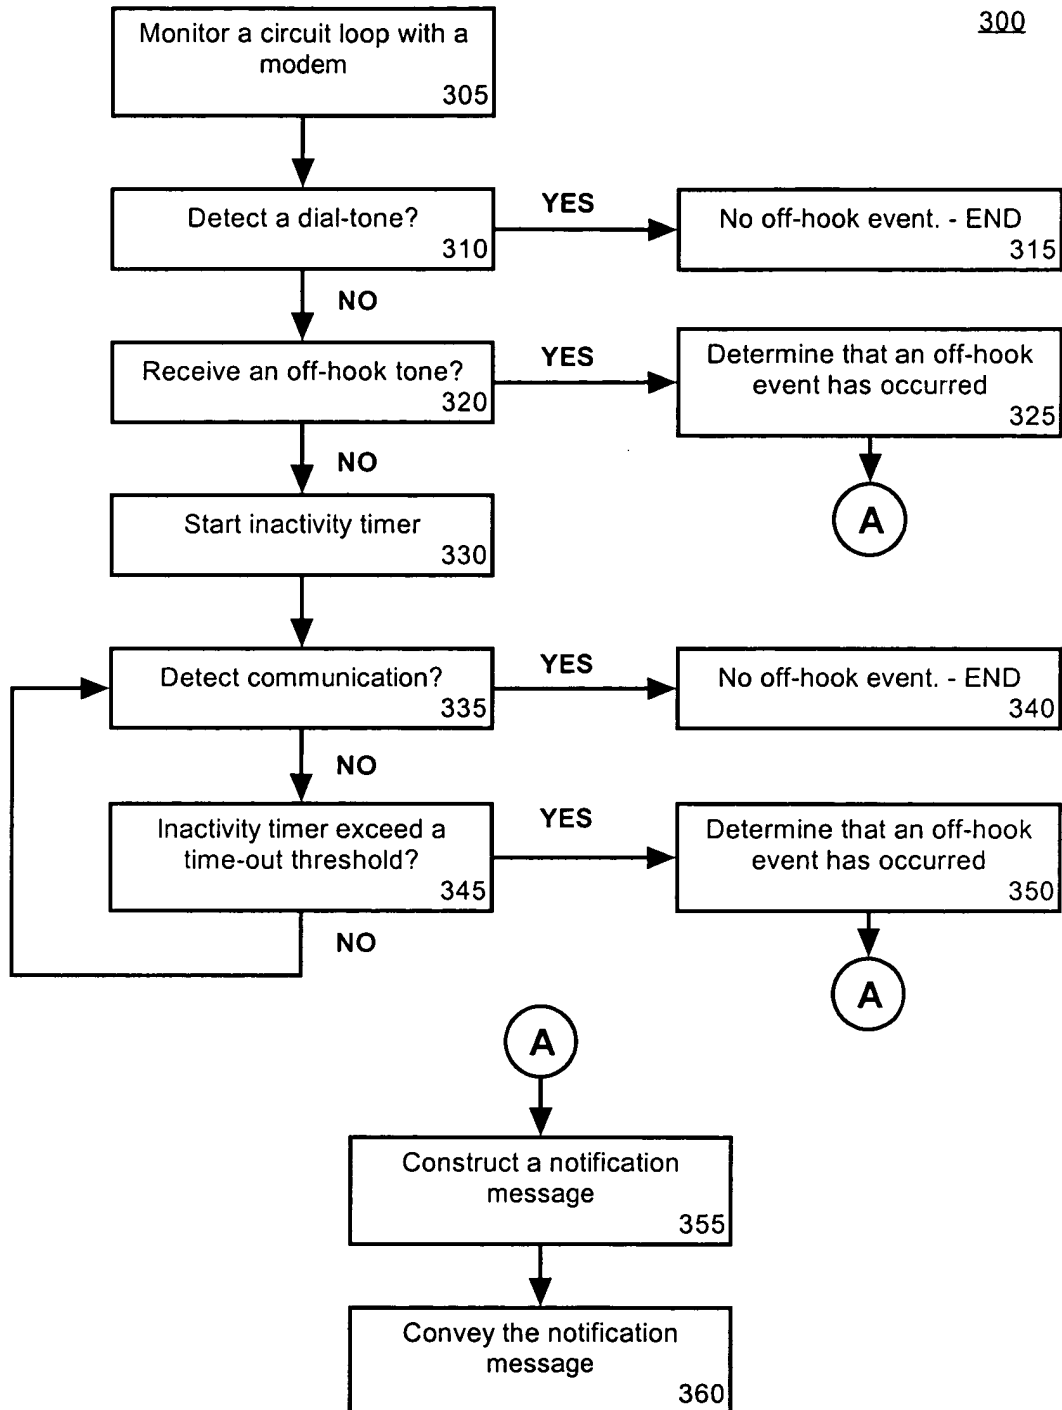 300
Monitor a circuit loop with a
modem
305
Detect a dial-tone?
310
YES
No off-hook event. - END
315
NO
Receive an off-hook tone?
320
YES
Determine that an off-hook
event has occurred
325
A
NO
Start inactivity timer
330
Detect communication?
335
YES
No off-hook event. - END
340
NO
Inactivity timer exceed a
time-out threshold?
345
YES
Determine that an off-hook
event has occurred
350
A
NO
A
Construct a notification
message
355
Convey the notification
message
360